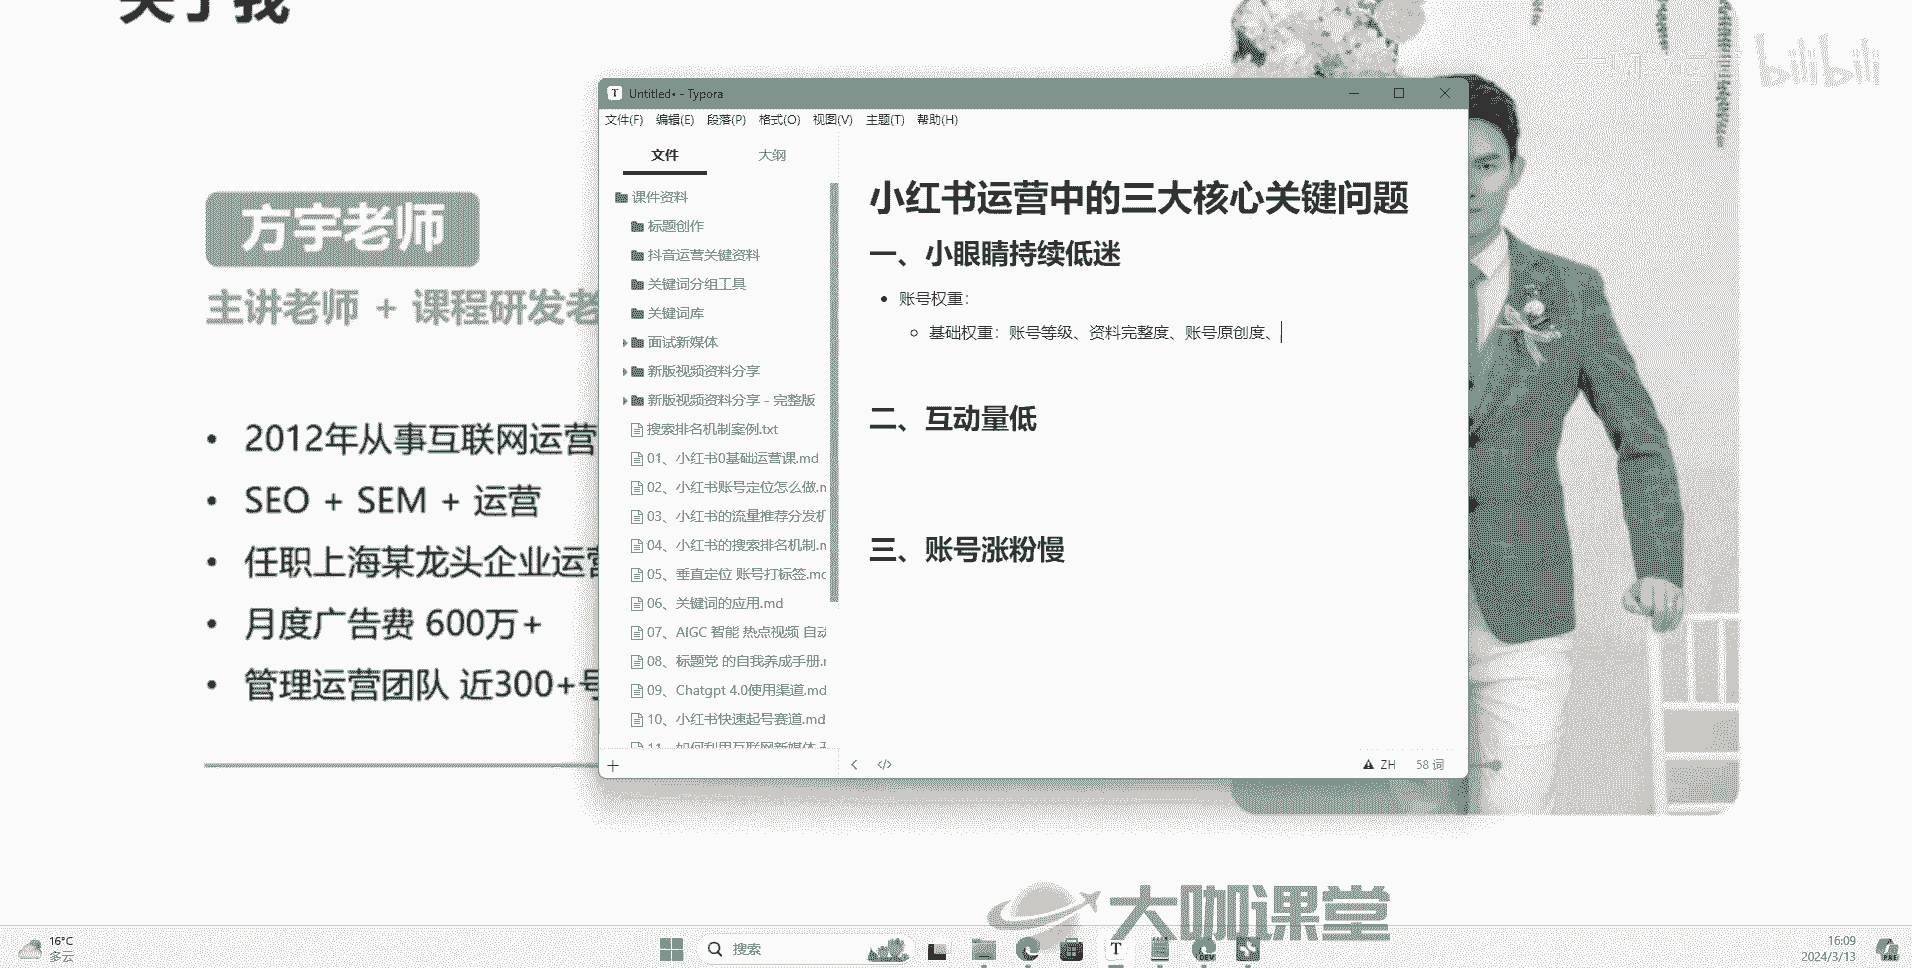 关于我
bilibili
方宇老师
主讲老师 + 课程研发老
• 2012年从事互联网运营
• SEO + SEM + 运营
• 任职上海某龙头企业运营
• 月度广告费 600万+
• 管理运营团队 近300+号
Untitled• - Typora
文件(F) 编辑(E) 段落(P) 格式(O) 视图(V) 主题(T) 帮助(H)
文件 大纲
课件资料
标题创作
抖音运营关键资料
关键词分组工具
关键词库
面试新媒体
新版视频资料分享
新版视频资料分享 - 完整版
搜索排名机制案例.txt
01、小红书0基础运营课.md
02、小红书账号定位怎么做.m
03、小红书的流量推荐分发机
04、小红书的搜索排名机制.m
05、垂直定位 账号打标签.md
06、关键词的应用.md
07、AIGC 智能 热点视频 自动
08、标题党 的自我养成手册.m
09、Chatgpt 4.0使用渠道.md
10、小红书快速起号赛道.md
11、如何利用互联网新媒体
小红书运营中的三大核心关键问题
一、小眼睛持续低迷
• 账号权重：
基础权重：账号等级、资料完整度、账号原创度、
二、互动量低
三、账号涨粉慢
ZH 58 词
大咖课堂
16°C
多云
搜索
T
DEV
16:09
2024/3/13
PRE